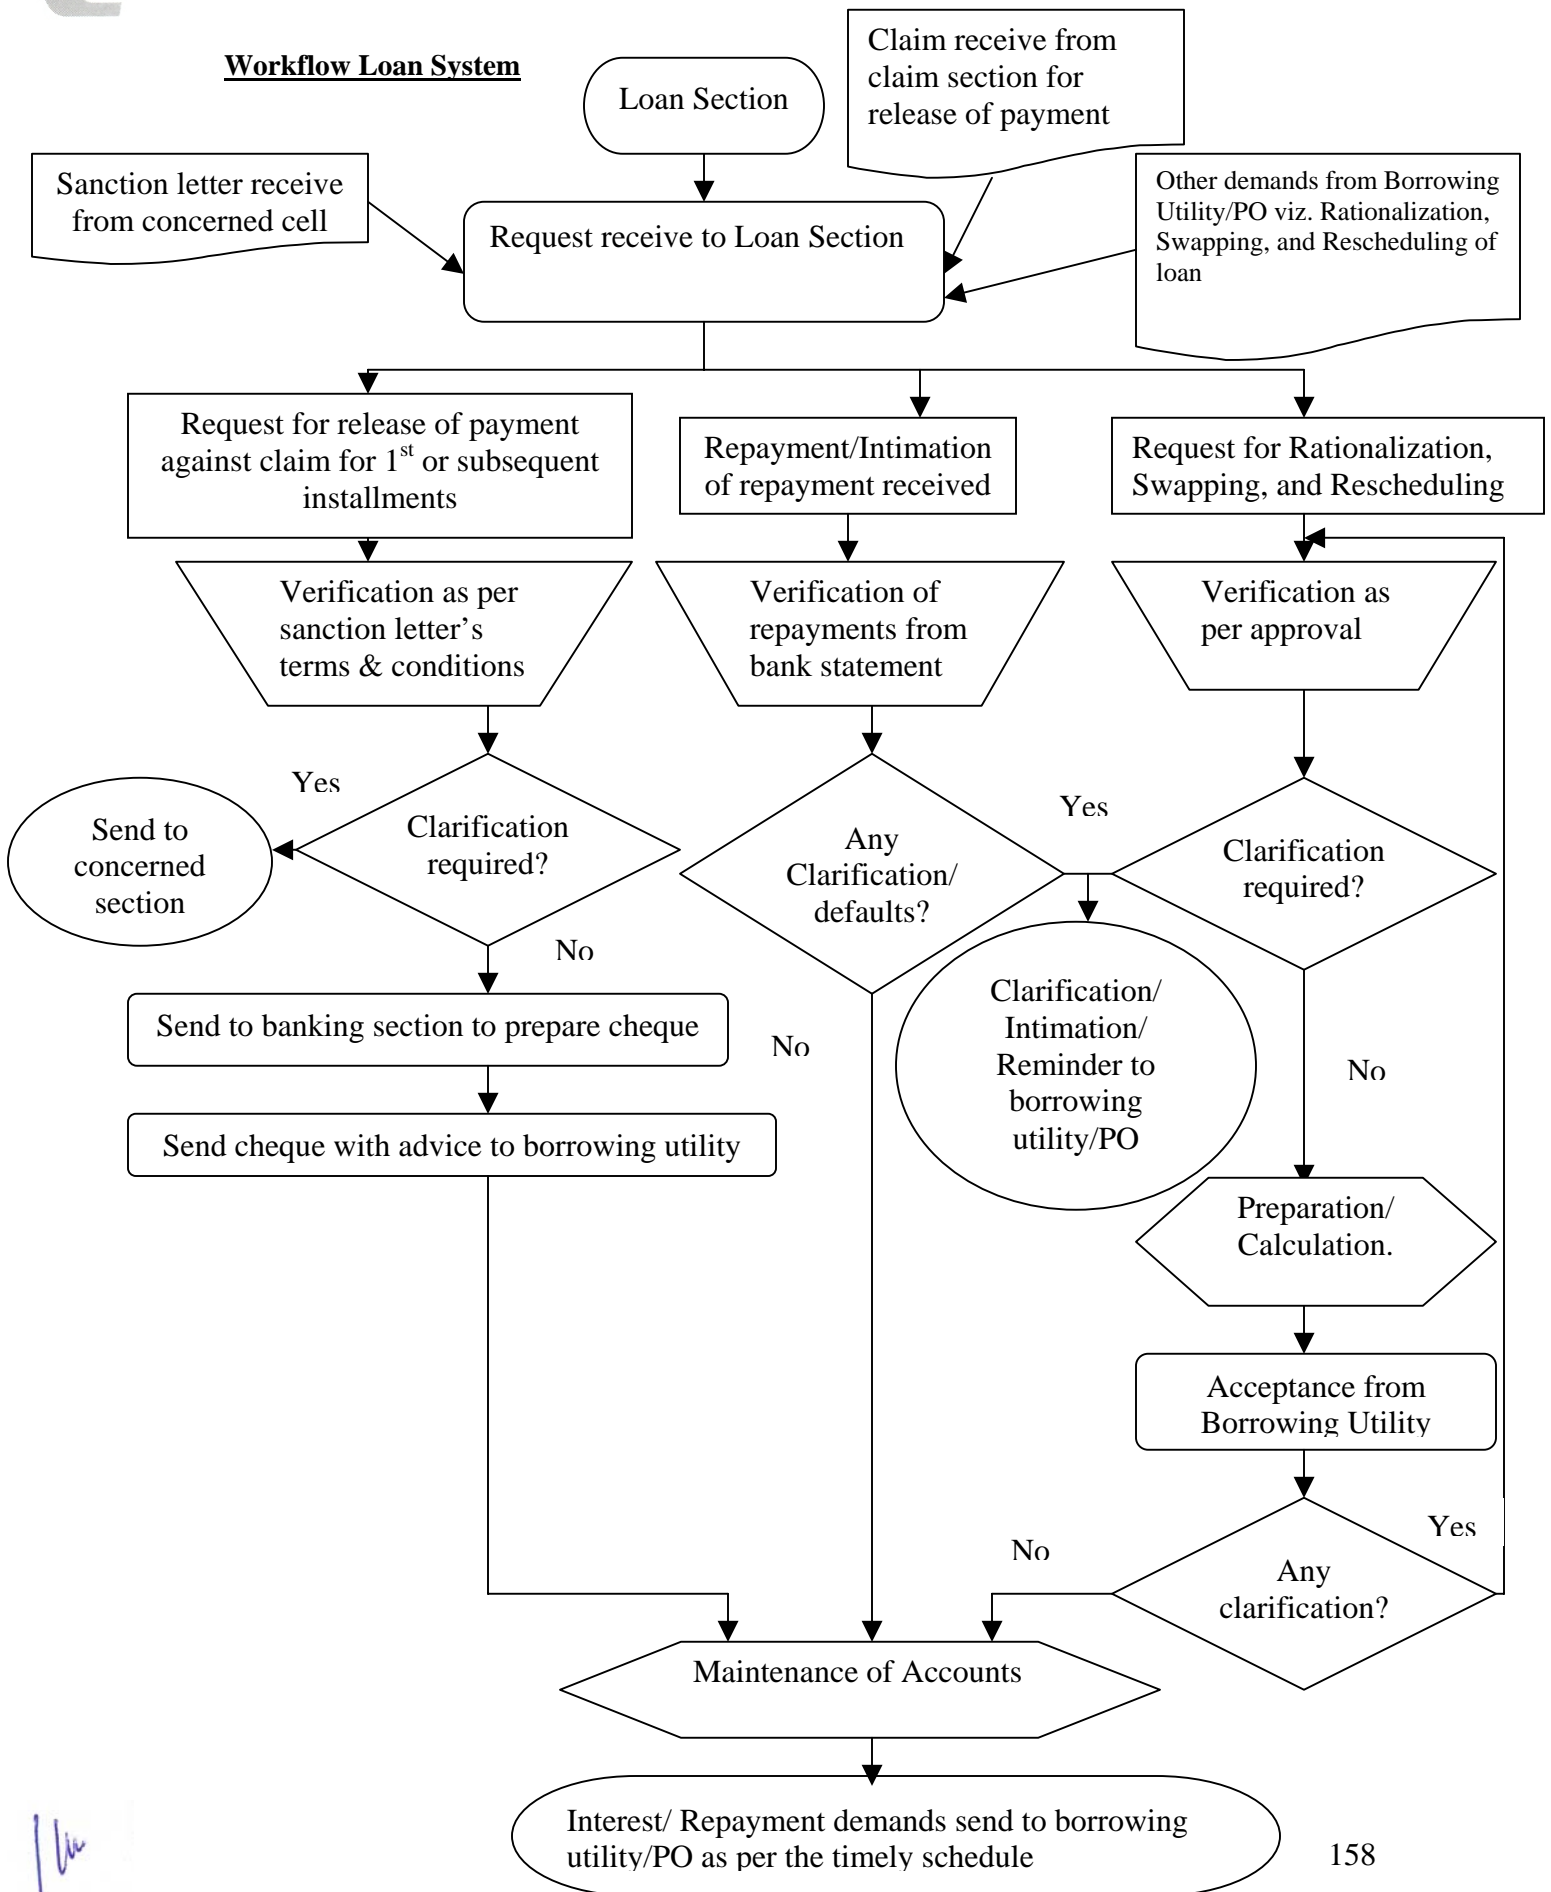 Workflow Loan System
Loan Section
Claim receive from
claim section for
release of payment
Sanction letter receive
from concerned cell
Request receive to Loan Section
Other demands from Borrowing
Utility/PO viz. Rationalization,
Swapping, and Rescheduling of
loan
Request for release of payment
against claim for 1st or subsequent
installments
Repayment/Intimation
of repayment received
Request for Rationalization,
Swapping, and Rescheduling
Verification as per
sanction letter’s
terms & conditions
Verification of
repayments from
bank statement
Verification as
per approval
Yes
Send to
concerned
section
Clarification
required?
Any
Clarification/
defaults?
Yes
Clarification
required?
No
Send to banking section to prepare cheque
No
Clarification/
Intimation/
Reminder to
borrowing
utility/PO
No
Send cheque with advice to borrowing utility
Preparation/
Calculation.
Acceptance from
Borrowing Utility
Yes
No
Any
clarification?
Maintenance of Accounts
Interest/ Repayment demands send to borrowing
utility/PO as per the timely schedule
158